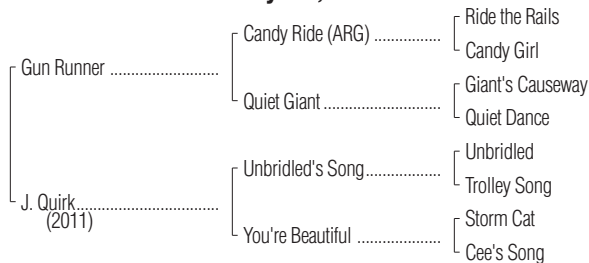 Ride the Rails
Candy Ride (ARG) ................
Candy Girl
Gun Runner ..........................
Giant's Causeway
Quiet Giant ............................
Quiet Dance
Unbridled
Unbridled's Song..................
Trolley Song
J. Quirk..................................
(2011)
Storm Cat
You're Beautiful ....................
Cee's Song